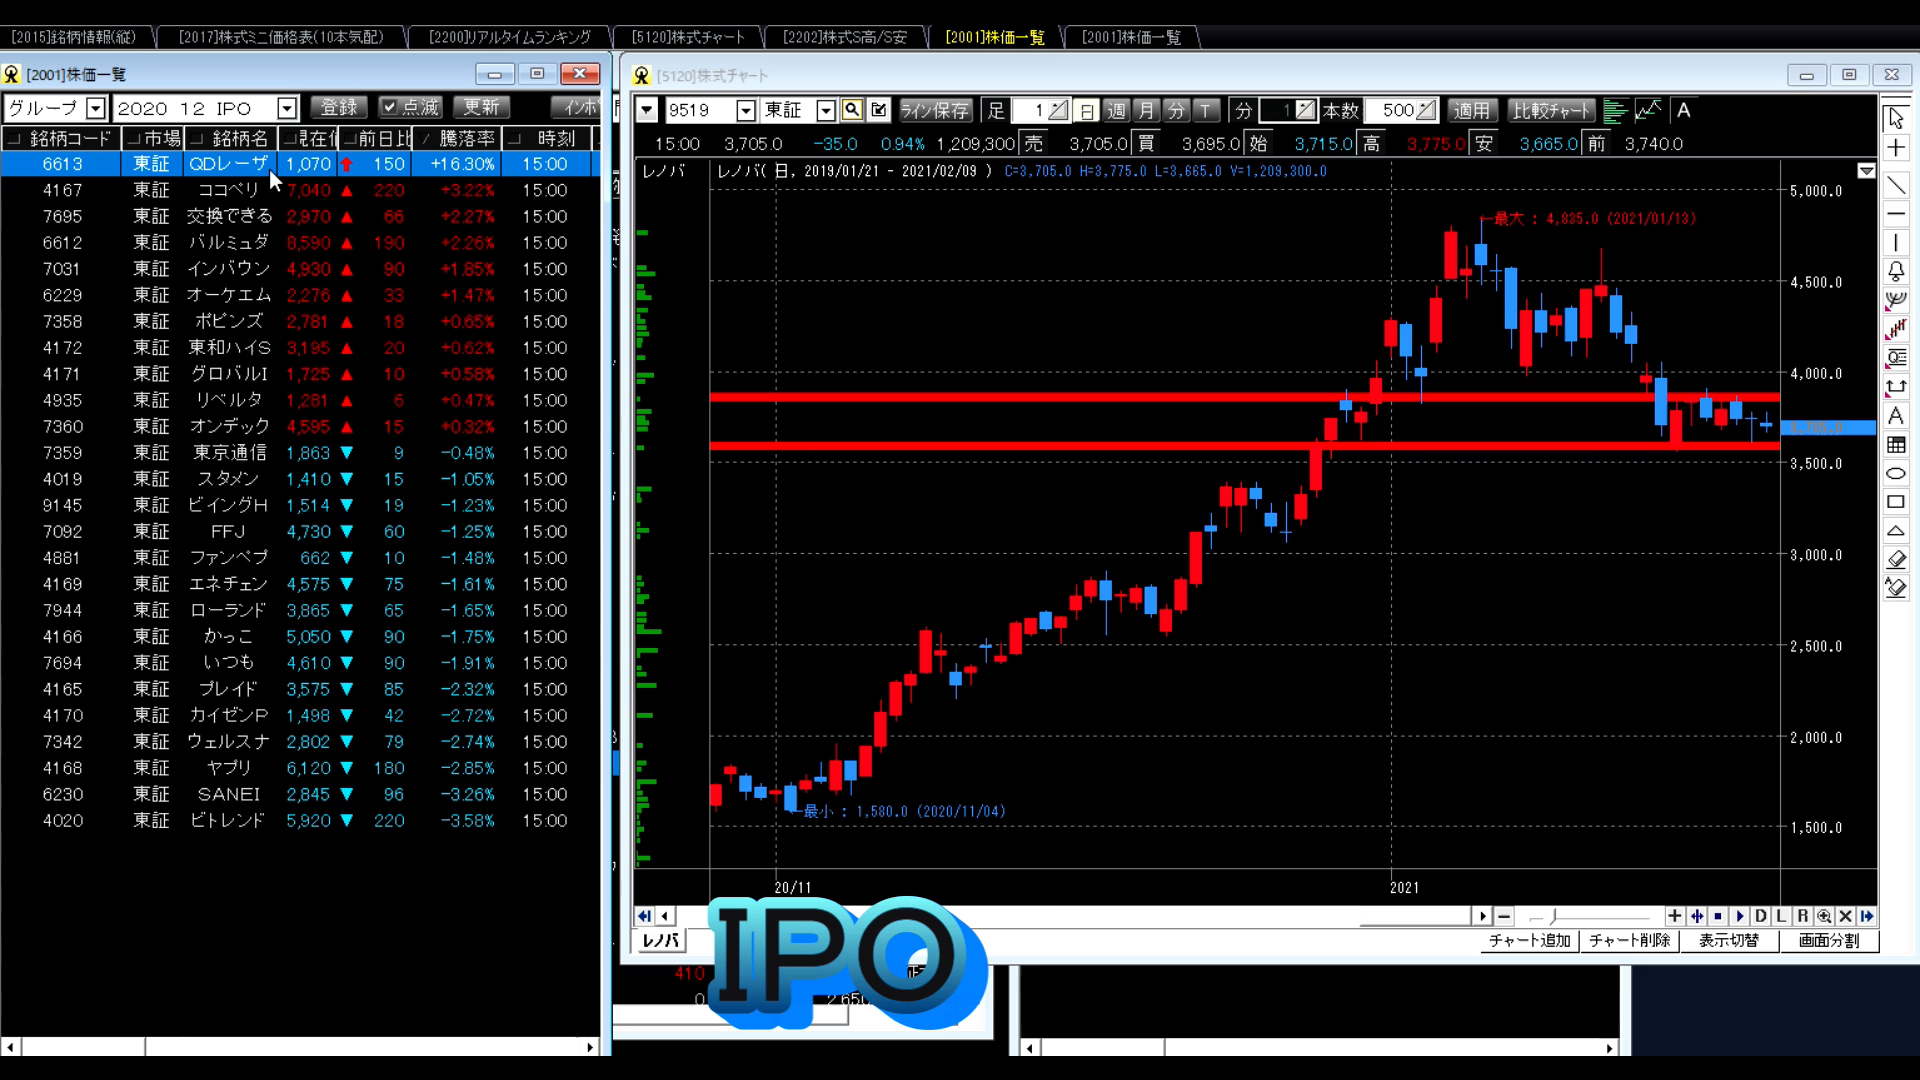 [2015]銘柄情報(縦) [2017]株式ミニ価格表(10本気配) [2200]リアルタイムランキング [5120]株式チャート [2202]株式S高/S安 [2001]株価一覧 [2001]株価一覧
[2001]株価一覧
グループ 2020 12 IPO 登録 点滅 更新
銘柄コード 市場 銘柄名 現在値 前日比 騰落率 時刻
6613 東証 QDレーザ 1,070 150 +16.30% 15:00
4167 東証 ココペリ 7,040 ▲ 220 +3.22% 15:00
7695 東証 交換できる 2,970 ▲ 66 +2.27% 15:00
6612 東証 バルミュダ 8,590 ▲ 190 +2.26% 15:00
7031 東証 インバウン 4,930 ▲ 90 +1.85% 15:00
6229 東証 オーケエム 2,276 ▲ 33 +1.47% 15:00
7358 東証 ポピンズ 2,781 ▲ 18 +0.65% 15:00
4172 東証 東和ハイS 3,195 ▲ 20 +0.62% 15:00
4171 東証 グロバルI 1,725 ▲ 10 +0.58% 15:00
4935 東証 リベルタ 1,281 ▲ 6 +0.47% 15:00
7360 東証 オンデック 4,595 ▲ 15 +0.32% 15:00
7359 東証 東京通信 1,863 ▼ 9 -0.48% 15:00
4019 東証 スタメン 1,410 ▼ 15 -1.05% 15:00
9145 東証 ビイングH 1,514 ▼ 19 -1.23% 15:00
7092 東証 FFJ 4,730 ▼ 60 -1.25% 15:00
4881 東証 ファンペプ 662 ▼ 10 -1.48% 15:00
4169 東証 エネチェン 4,575 ▼ 75 -1.61% 15:00
7944 東証 ローランド 3,865 ▼ 65 -1.65% 15:00
4166 東証 かっこ 5,050 ▼ 90 -1.75% 15:00
7694 東証 いつも 4,610 ▼ 90 -1.91% 15:00
4165 東証 プレイド 3,575 ▼ 85 -2.32% 15:00
4170 東証 カイゼンP 1,498 ▼ 42 -2.72% 15:00
7342 東証 ウェルスナ 2,802 ▼ 79 -2.74% 15:00
4168 東証 ヤプリ 6,120 ▼ 180 -2.85% 15:00
6230 東証 SANEI 2,845 ▼ 96 -3.26% 15:00
4020 東証 ビトレンド 5,920 ▼ 220 -3.58% 15:00
[5120]株式チャート
9519 東証 ライン保存 足 1 日 週 月 分 T 分 1 本数 500 適用 比較チャート A
15:00 3,705.0 -35.0 0.94% 1,209,300 売 3,705.0 買 3,695.0 始 3,715.0 高 3,775.0 安 3,665.0 前 3,740.0
レノバ レノバ( 日, 2019/01/21 - 2021/02/09 ) C=3,705.0 H=3,775.0 L=3,665.0 V=1,209,300.0
←最大 : 4,835.0 (2021/01/13)
5,000.0
4,500.0
4,000.0
3,500.0
3,000.0
2,500.0
2,000.0
1,500.0
←最小 : 1,580.0 (2020/11/04)
20/11 2021
D L R
レノバ チャート追加 チャート削除 表示切替 画面分割
A
410
IPO